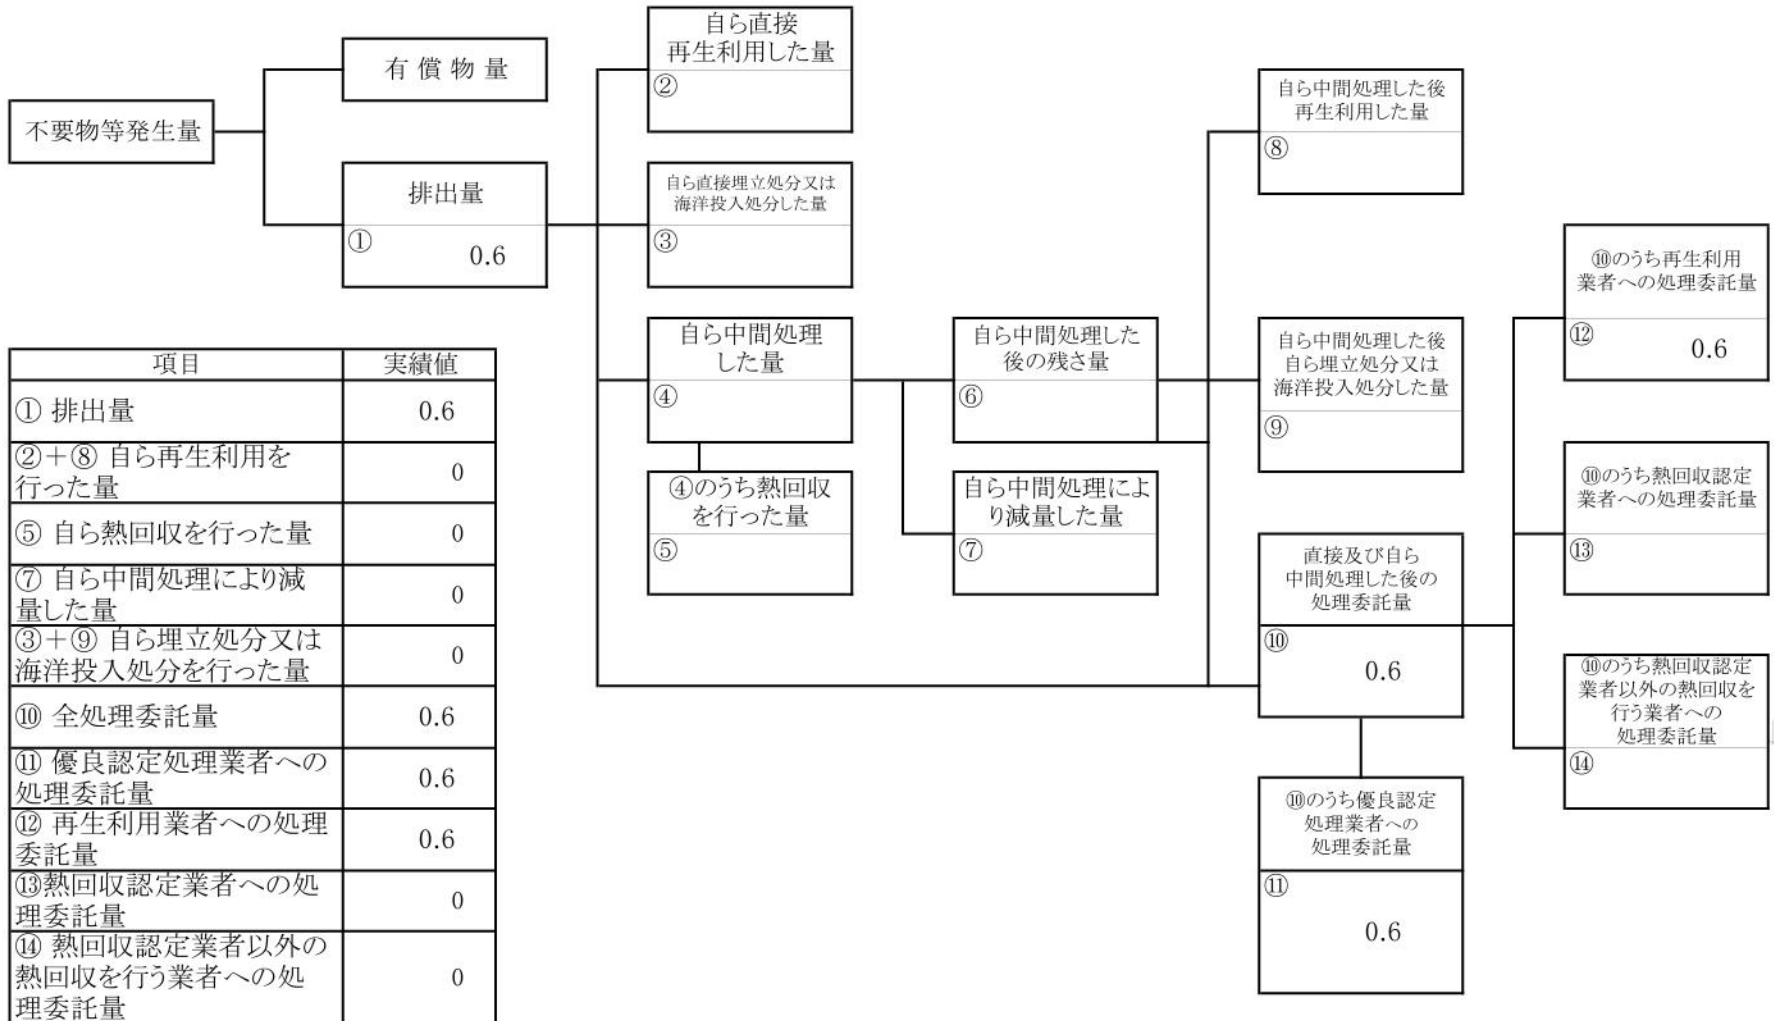 不要物等発生量
有償物量
排出量
①
0.6
自ら直接
再生利用した量
②
自ら直接埋立処分又は
海洋投入処分した量
③
自ら中間処理
した量
④
④のうち熱回収
を行った量
⑤
自ら中間処理した
後の残さ量
⑥
自ら中間処理によ
り減量した量
⑦
自ら中間処理した後
再生利用した量
⑧
自ら中間処理した後
自ら埋立処分又は
海洋投入処分した量
⑨
直接及び自ら
中間処理した後の
処理委託量
⑩
0.6
⑩のうち優良認定
処理業者への
処理委託量
⑪
0.6
⑩のうち再生利用
業者への処理委託量
⑫
0.6
⑩のうち熱回収認定
業者への処理委託量
⑬
⑩のうち熱回収認定
業者以外の熱回収を
行う業者への
処理委託量
⑭
項目 実績値
① 排出量 0.6
②＋⑧ 自ら再生利用を
行った量 0
⑤ 自ら熱回収を行った量 0
⑦ 自ら中間処理により減
量した量 0
③＋⑨ 自ら埋立処分又は
海洋投入処分を行った量 0
⑩ 全処理委託量 0.6
⑪ 優良認定処理業者への
処理委託量 0.6
⑫ 再生利用業者への処理
委託量 0.6
⑬熱回収認定業者への処
理委託量 0
⑭ 熱回収認定業者以外の
熱回収を行う業者への処
理委託量 0